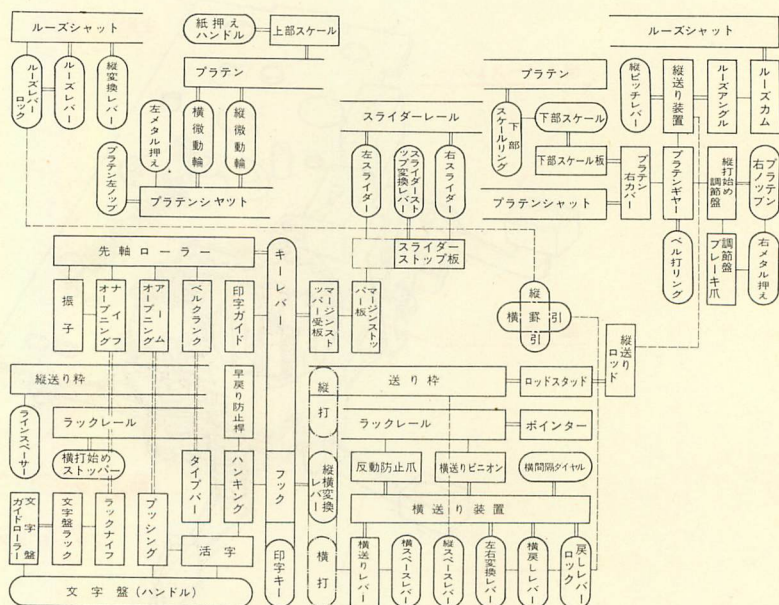 ルーズシャット
紙押えハンドル
上部スケール
ルーズシャット
ルーズレバーロック
ルーズレバー
縦変換レバー
プラテン
プラテン
縦ピッチレバー
縦送り装置
ルーズアングル
ルーズカム
左メタル押え
横微動輪
縦微動輪
スライダーレール
下部スケールリング
下部スケール
下部スケール板
プラテン左ノップ
プラテンシャット
左スライダー
スライダーストップ変換レバー
右スライダー
プラテンシャット
プラテン右カバー
プラテンギヤー
縦打始め調節盤
プラテン右ノップ
先軸ローラー
キーレバー
スライダーストップ板
ベル打リング
調節盤ブレーキ爪
右メタル押え
振子
ナイフオープニング
アームオープニング
ベルクランク
印字ガイド
マージンストッパー受板
マージンストッパー板
縦
横罫引
引
縦送りロッド
縦送り枠
早戻り防止桿
縦打
送り枠
ロッドスタッド
ラインスペーサー
ラックレール
ラックレール
ポインター
横打始めストッパー
タイプバー
ハンキング
フック
縦横変換レバー
反動防止爪
横送りピニオン
横間隔タイヤル
文字盤ガイドローラー
文字盤ラック
ラックナイフ
プッシング
横送り装置
活字
印字キー
横打
横送りレバー
横スペースレバー
縦スペースレバー
左右変換レバー
横戻しレバー
戻しレバーロック
文字盤(ハンドル)